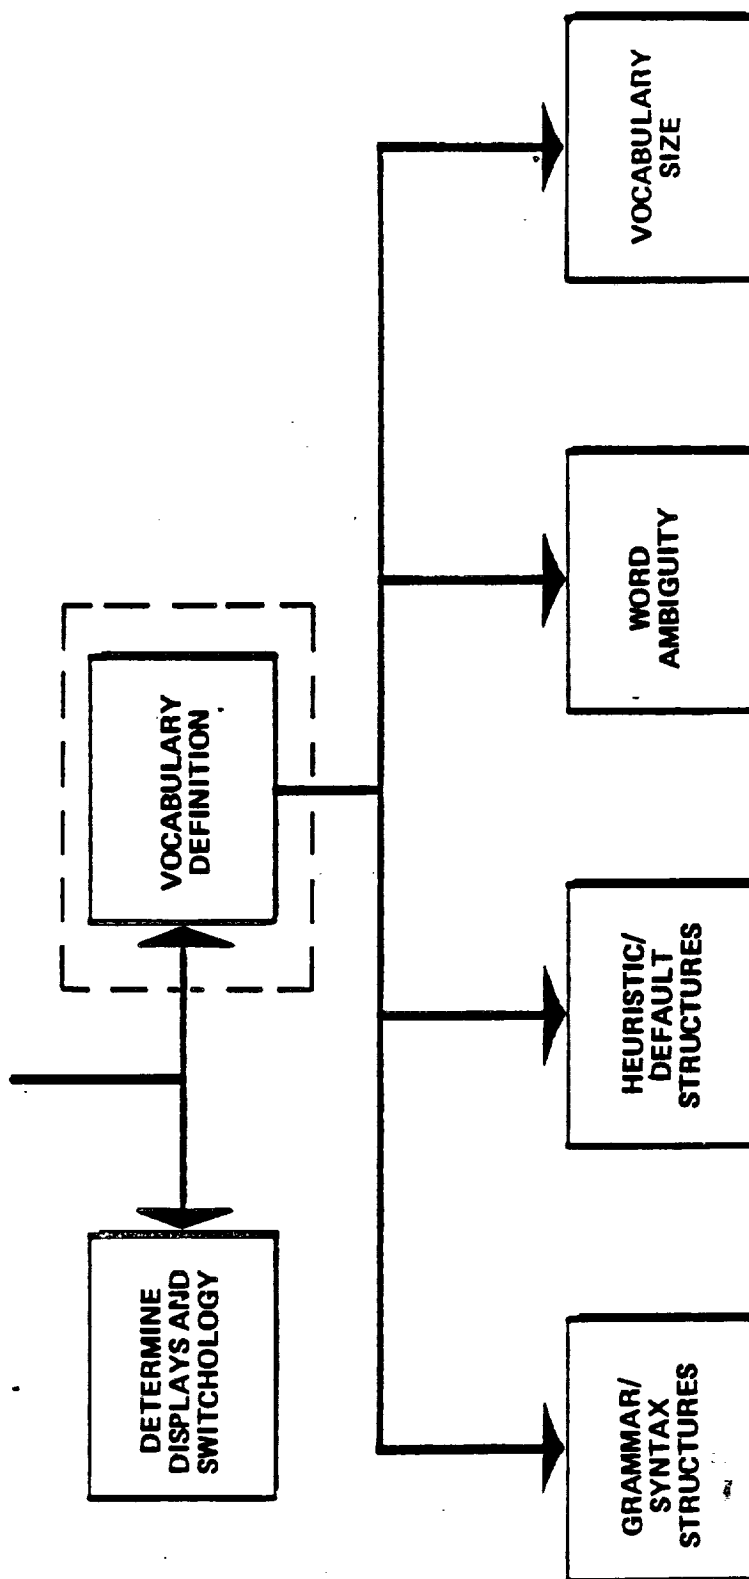 DETERMINE
DISPLAYS AND
SWITCHOLOGY
VOCABULARY
DEFINITION
GRAMMAR/
SYNTAX
STRUCTURES
HEURISTIC/
DEFAULT
STRUCTURES
WORD
AMBIGUITY
VOCABULARY
SIZE